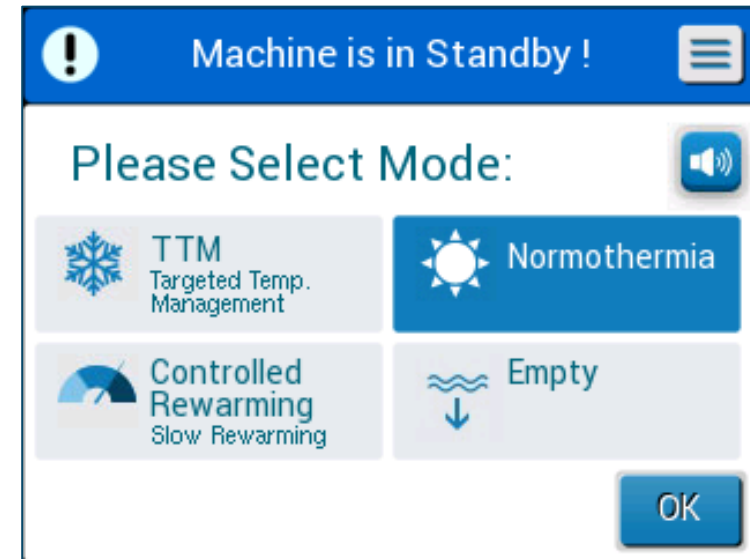 Machine is in Standby !
Please Select Mode:
TTM
Targeted Temp.
Management
Normothermia
Controlled
Rewarming
Slow Rewarming
Empty
OK